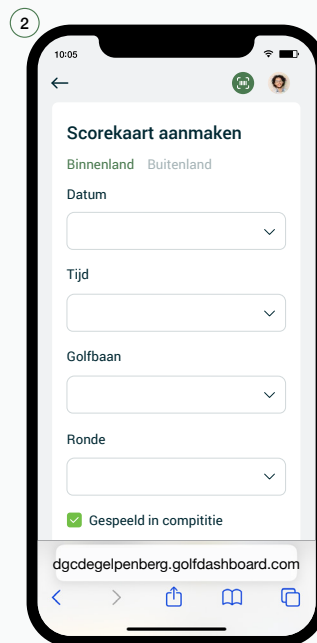 2
10:05
Scorekaart aanmaken
Binnenland Buitenland
Datum
Tijd
Golfbaan
Ronde
Gespeeld in compititie
dgcdegelpenberg.golfdashboard.com